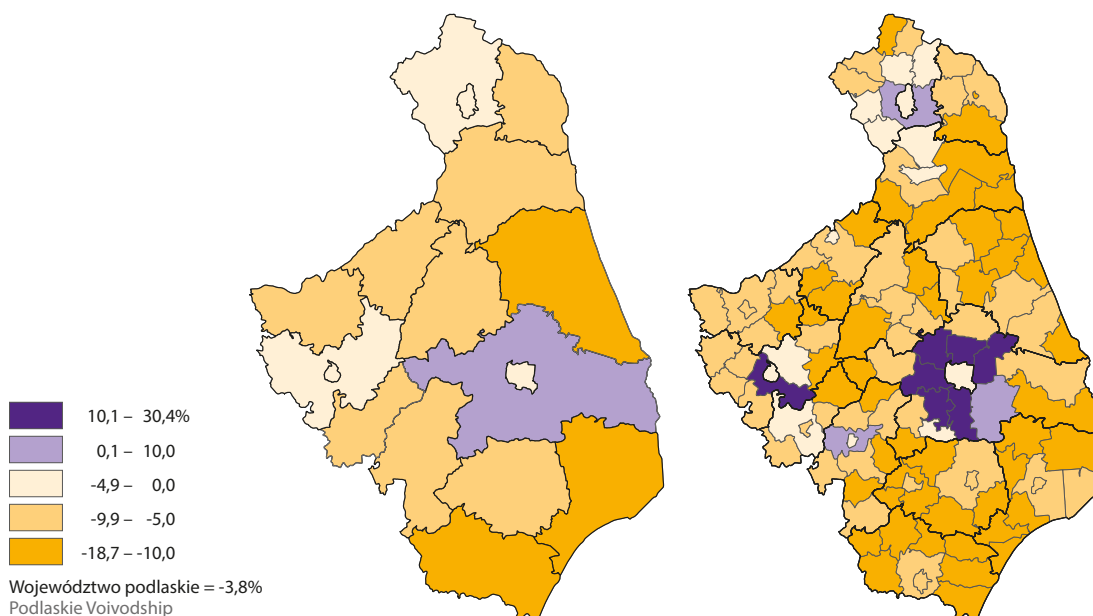 10,1 – 30,4%
0,1 – 10,0
-4,9 – 0,0
-9,9 – -5,0
-18,7 – -10,0
Województwo podlaskie = -3,8%
Podlaskie Voivodship